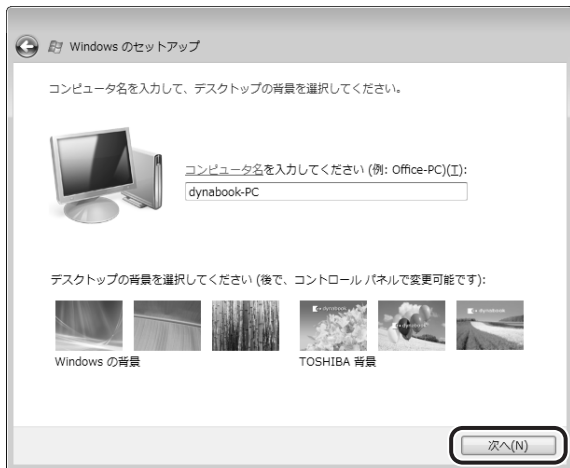 Windows のセットアップ
コンピュータ名を入力して、デスクトップの背景を選択してください。
コンピュータ名を入力してください (例: Office-PC)(T):
dynabook-PC
デスクトップの背景を選択してください (後で、コントロール パネルで変更可能です):
dynabook
dynabook
dynabook
Windows の背景
TOSHIBA 背景
次へ(N)